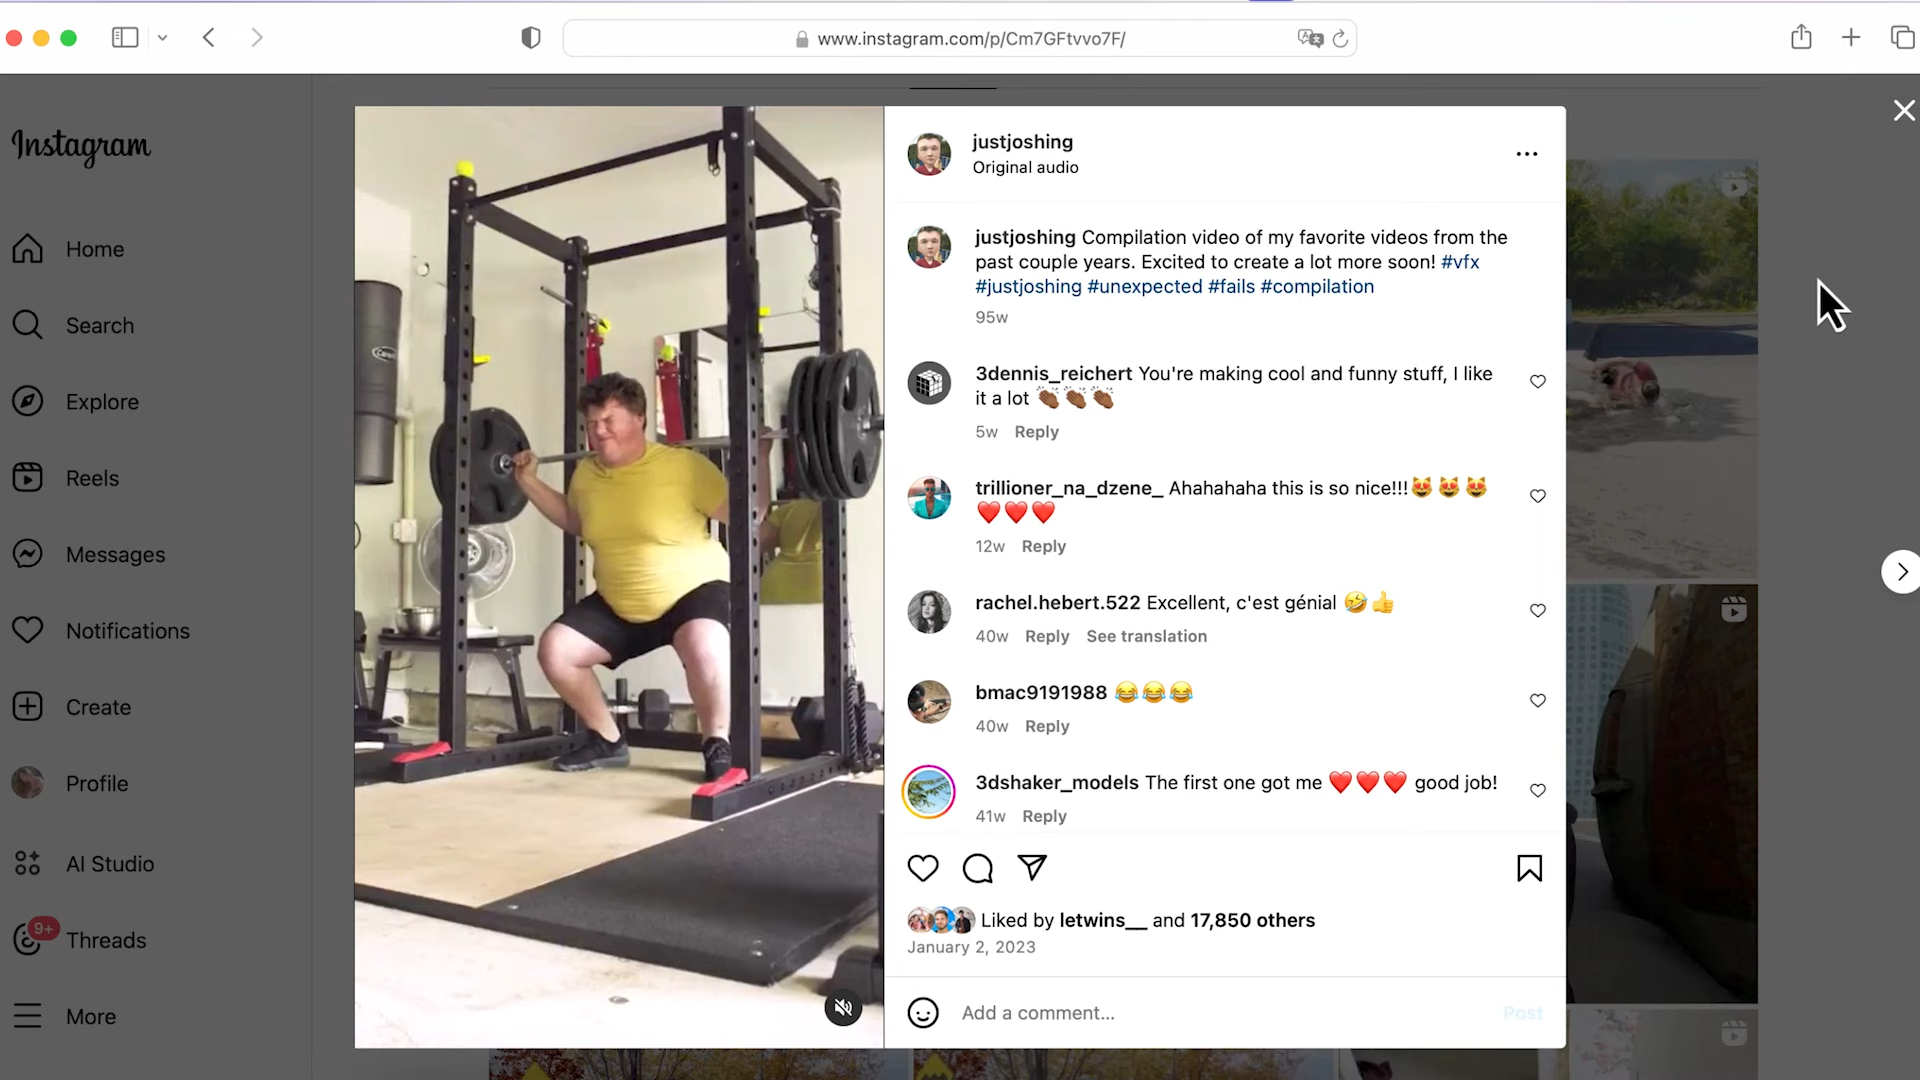 www.instagram.com/p/Cm7GFtvvo7F/
Instagram
Home
Search
Explore
Reels
Messages
Notifications
Create
Profile
AI Studio
9+
Threads
More
justjoshing
Original audio
justjoshing Compilation video of my favorite videos from the
past couple years. Excited to create a lot more soon! #vfx
#justjoshing #unexpected #fails #compilation
95w
3dennis_reichert You're making cool and funny stuff, I like
it a lot 👏🏾👏🏾👏🏾
5w Reply
trillioner_na_dzene_ Ahahahaha this is so nice!!!😻😻😻
❤️❤️❤️
12w Reply
rachel.hebert.522 Excellent, c'est génial 🤣👍
40w Reply See translation
bmac9191988 😂😂😂
40w Reply
3dshaker_models The first one got me ❤️❤️❤️ good job!
41w Reply
Liked by letwins__ and 17,850 others
January 2, 2023
Add a comment...
Post